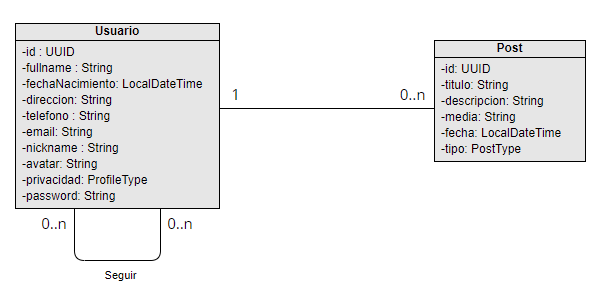 Usuario
-id : UUID
-fullname : String
-fechaNacimiento: LocalDateTime
-direccion: String
-telefono : String
-email: String
-nickname : String
-avatar: String
-privacidad: ProfileType
-password: String
1
0..n
Post
-id: UUID
-titulo: String
-descripcion: String
-media: String
-fecha: LocalDateTime
-tipo: PostType
0..n
0..n
Seguir